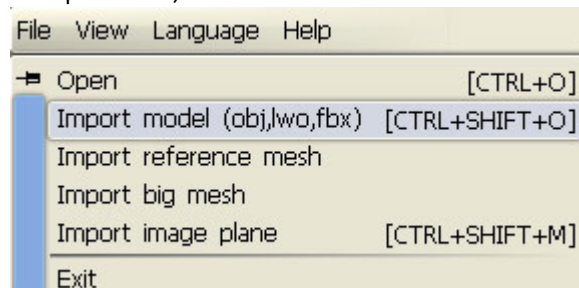 File View Language Help
Open [CTRL+O]
Import model (obj,lwo,fbx) [CTRL+SHIFT+O]
Import reference mesh
Import big mesh
Import image plane [CTRL+SHIFT+M]
Exit